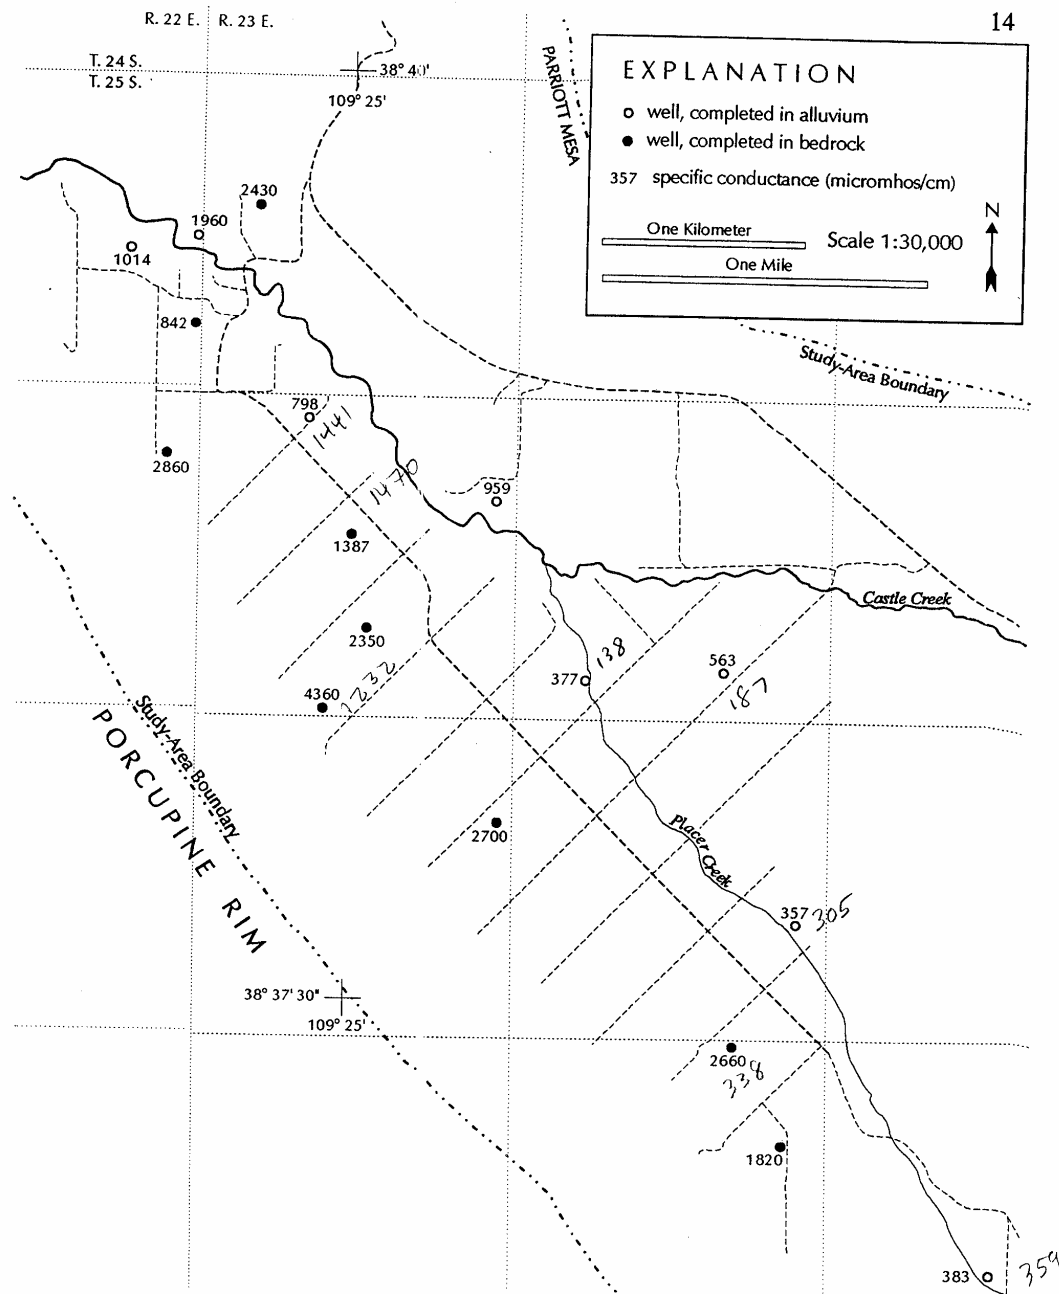 14
R. 22 E. R. 23 E.
T. 24 S.
T. 25 S.
38° 40'
109° 25'
PARRIOTT MESA
EXPLANATION
well, completed in alluvium
well, completed in bedrock
357 specific conductance (micromhos/cm)
N
One Kilometer
Scale 1:30,000
One Mile
2430
1960
1014
842
Study-Area Boundary
798
1441
2860
1470
959
1387
Castle Creek
2350
138
377
563
187
4360
1232
Study-Area Boundary
PORCUPINE RIM
2700
Placer Creek
357
305
38° 37' 30"
109° 25'
2660
338
1820
383
359